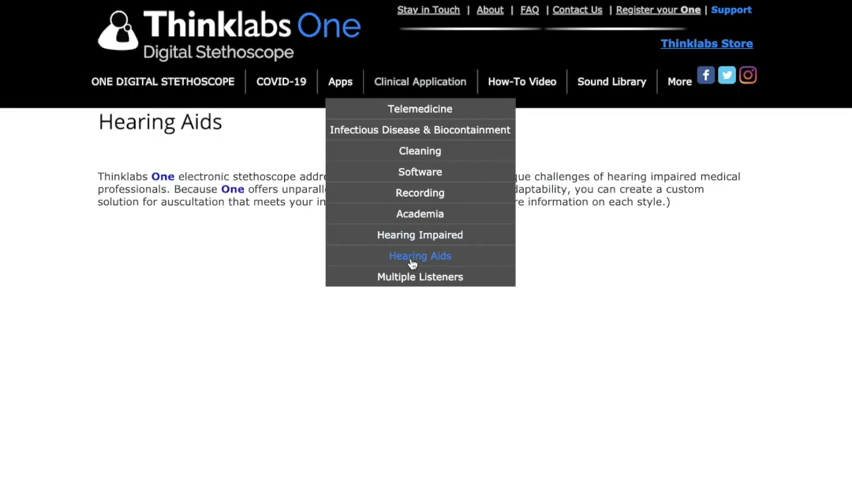 Stay in Touch | About | FAQ | Contact Us | Register your One | Support
Thinklabs One
Digital Stethoscope
Thinklabs Store
ONE DIGITAL STETHOSCOPE COVID-19 Apps Clinical Application How-To Video Sound Library More
Hearing Aids
Telemedicine
Infectious Disease & Biocontainment
Cleaning
Software
Recording
Academia
Hearing Impaired
Hearing Aids
Multiple Listeners
Thinklabs One electronic stethoscope que challenges of hearing impaired medical
professionals. Because One offers daptability, you can create a custom
solution for auscultation that meets your information on each style.)